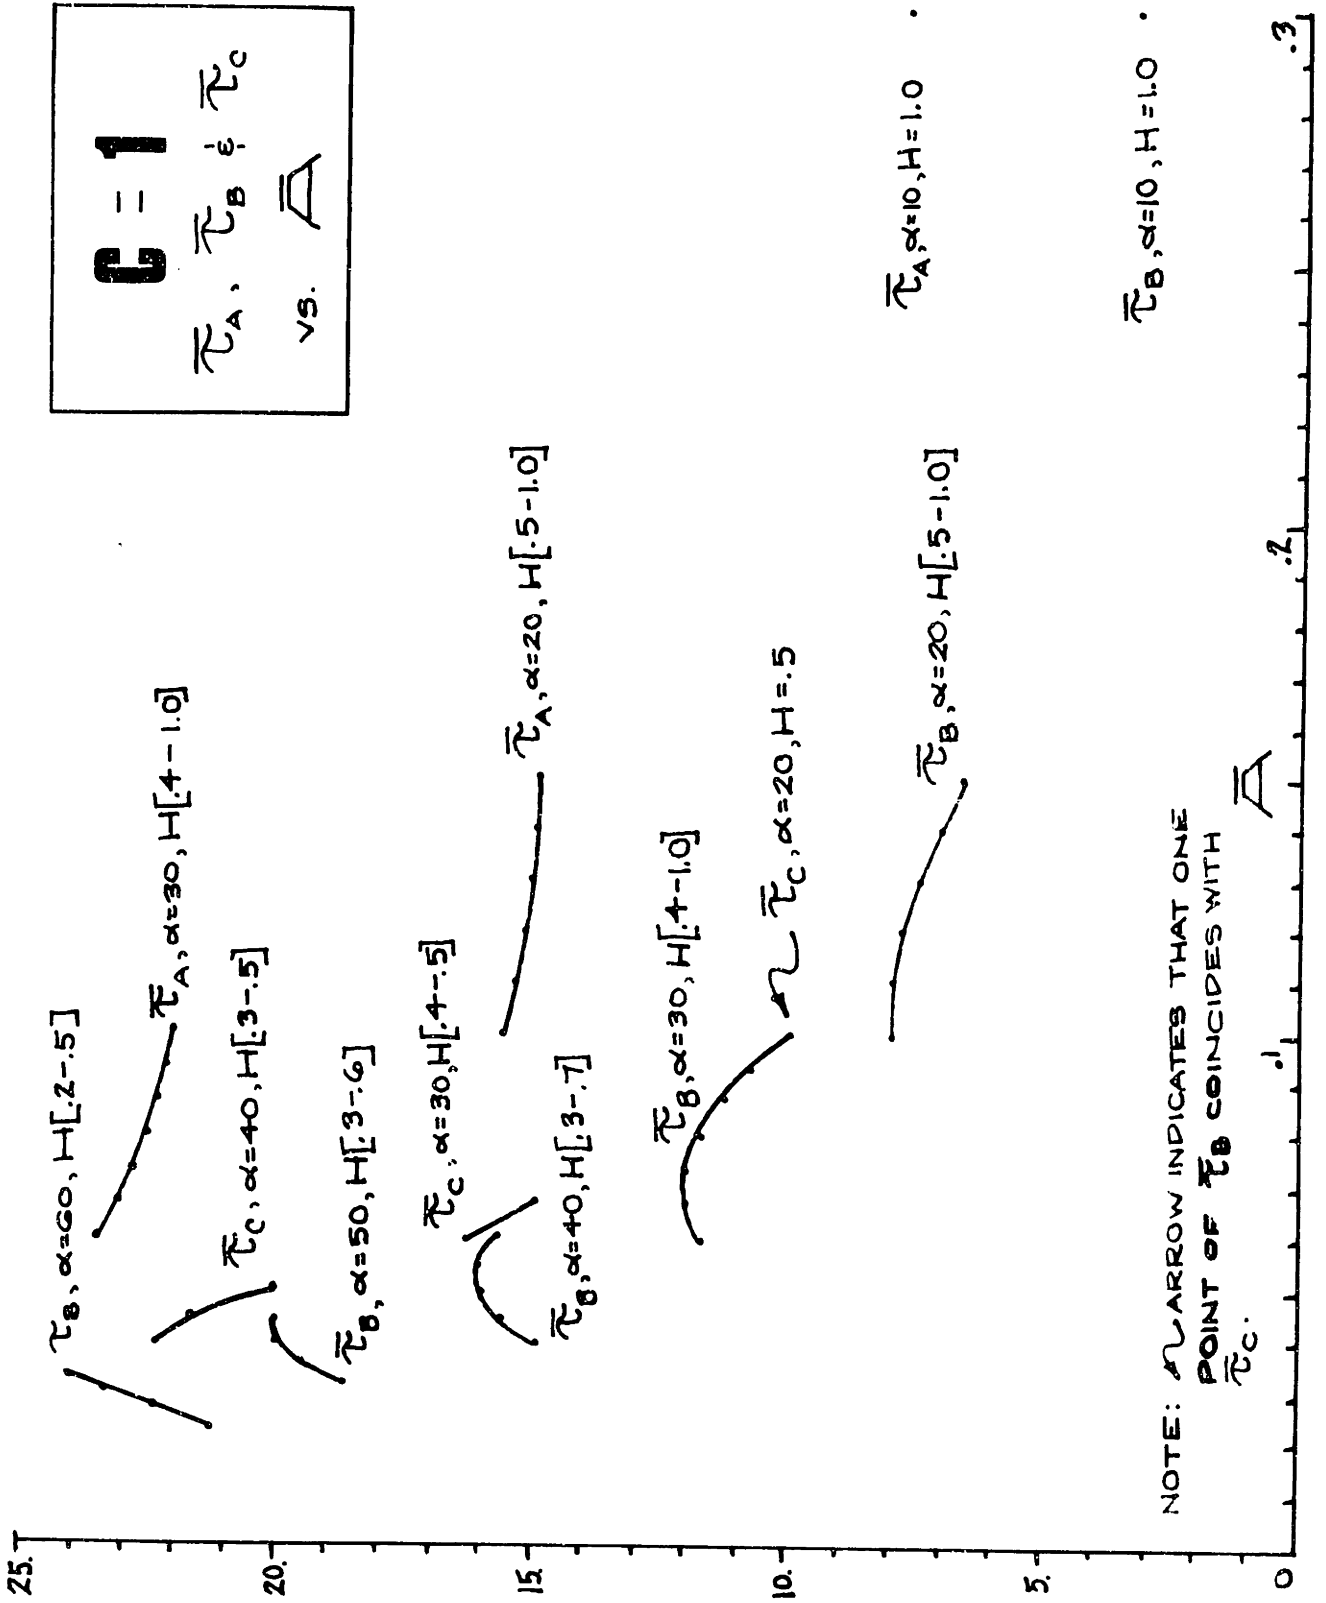 C = 1
τ̅A, τ̅B & τ̅C
vs. A̅
τB, α=60, H[.2-.5]
τ̅A, α=30, H[.4-1.0]
τ̅C, α=40, H[.3-.5]
τ̅B, α=50, H[.3-.6]
τ̅C, α=30, H[.4-.5]
τ̅A, α=20, H[.5-1.0]
τ̅B, α=40, H[.3-.7]
τ̅B, α=30, H[.4-1.0]
τ̅C, α=20, H=.5
τ̅A, α=10, H=1.0
τ̅B, α=20, H[.5-1.0]
τ̅B, α=10, H=1.0
NOTE: ARROW INDICATES THAT ONE
POINT OF τ̅B COINCIDES WITH
τ̅C.
A̅
25.
20.
15.
10.
5.
0
.1
.2
.3